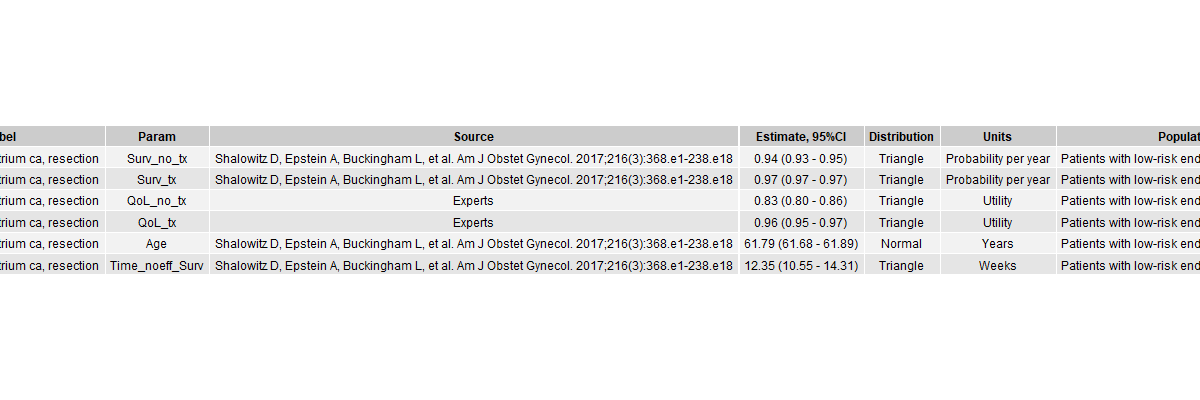 bel Param Source Estimate, 95%CI Distribution Units Populat
trium ca, resection Surv_no_tx Shalowitz D, Epstein A, Buckingham L, et al. Am J Obstet Gynecol. 2017;216(3):368.e1-238.e18 0.94 (0.93 - 0.95) Triangle Probability per year Patients with low-risk end
trium ca, resection Surv_tx Shalowitz D, Epstein A, Buckingham L, et al. Am J Obstet Gynecol. 2017;216(3):368.e1-238.e18 0.97 (0.97 - 0.97) Triangle Probability per year Patients with low-risk end
trium ca, resection QoL_no_tx Experts 0.83 (0.80 - 0.86) Triangle Utility Patients with low-risk end
trium ca, resection QoL_tx Experts 0.96 (0.95 - 0.97) Triangle Utility Patients with low-risk end
trium ca, resection Age Shalowitz D, Epstein A, Buckingham L, et al. Am J Obstet Gynecol. 2017;216(3):368.e1-238.e18 61.79 (61.68 - 61.89) Normal Years Patients with low-risk end
trium ca, resection Time_noeff_Surv Shalowitz D, Epstein A, Buckingham L, et al. Am J Obstet Gynecol. 2017;216(3):368.e1-238.e18 12.35 (10.55 - 14.31) Triangle Weeks Patients with low-risk end